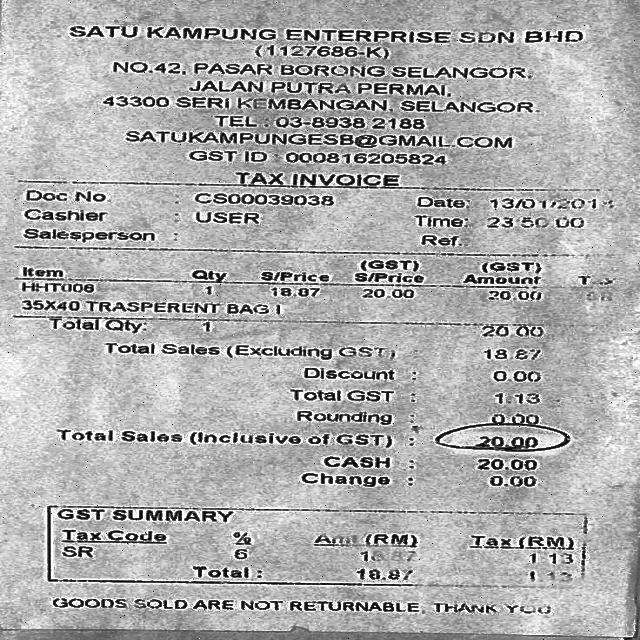 SATU KAMPUNG ENTERPRISE SDN BHD
(1127686-K)
NO.42, PASAR BORONG SELANGOR,
JALAN PUTRA PERMAI,
43300 SERI KEMBANGAN, SELANGOR.
TEL : 03-8938 2188
SATUKAMPUNGESB@GMAIL.COM
GST ID : 000816205824
TAX INVOICE
Doc No. : CS00039038 Date: 13/01/2018
Cashier : USER Time: 23:50:00
Salesperson : Ref.:
(GST) (GST)
Item Qty S/Price S/Price Amount
HHT006 1 18.87 20.00 20.00
35X40 TRASPERENT BAG I
Total Qty: 1 20.00
Total Sales (Excluding GST) : 18.87
Discount : 0.00
Total GST : 1.13
Rounding : 0.00
Total Sales (Inclusive of GST) : 20.00
CASH : 20.00
Change : 0.00
GST SUMMARY
Tax Code % Amt (RM) Tax (RM)
SR 6 18.87 1.13
Total : 18.87 1.13
GOODS SOLD ARE NOT RETURNABLE, THANK YOU